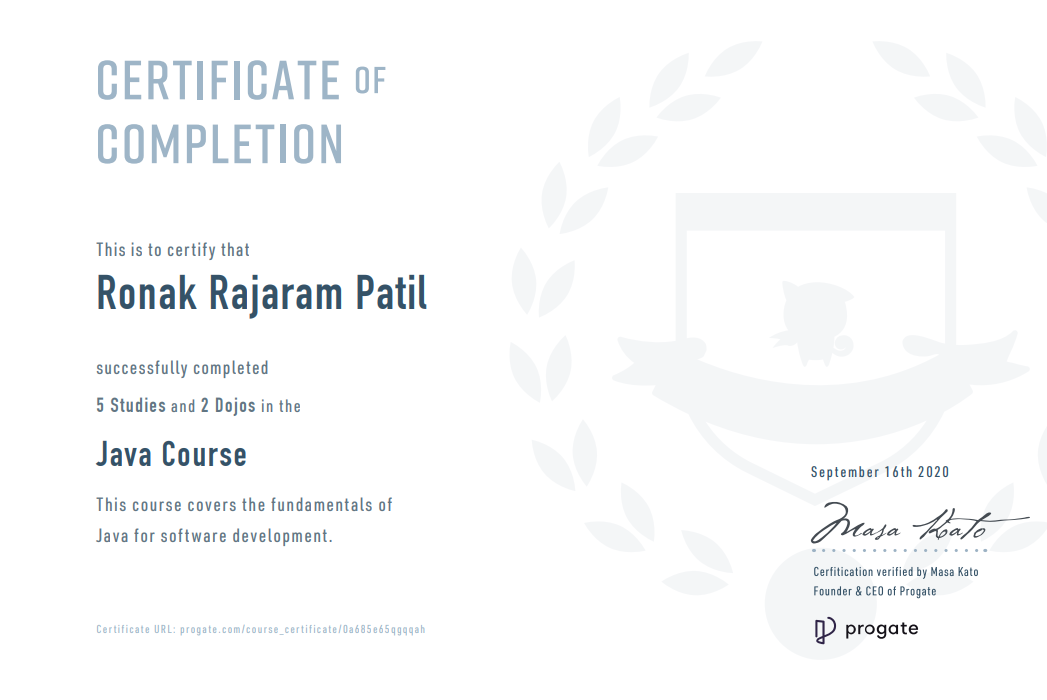 CERTIFICATE OF
COMPLETION
This is to certify that
Ronak Rajaram Patil
successfully completed
5 Studies and 2 Dojos in the
Java Course
This course covers the fundamentals of
Java for software development.
September 16th 2020
Masa Kato
Cerfitication verified by Masa Kato
Founder & CEO of Progate
progate
Certificate URL: progate.com/course_certificate/0a685e65qgqqah